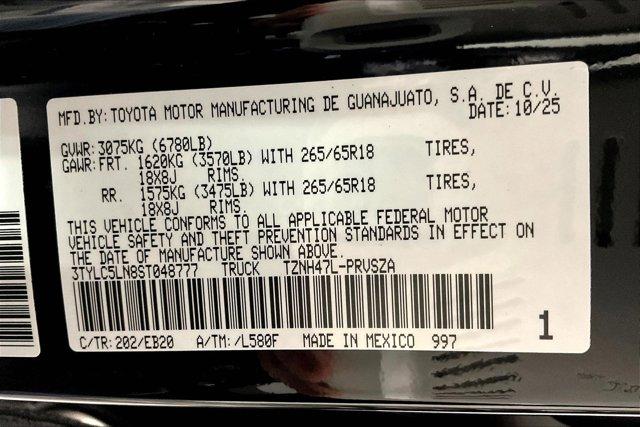 MFD.BY:TOYOTA MOTOR MANUFACTURING DE GUANAJUATO, S.A. DE C.V.
DATE:10/25
GVWR:3075KG (6780LB)
GAWR:FRT. 1620KG (3570LB) WITH 265/65R18 TIRES,
18X8J RIMS.
RR. 1575KG (3475LB) WITH 265/65R18 TIRES,
18X8J RIMS.
THIS VEHICLE CONFORMS TO ALL APPLICABLE FEDERAL MOTOR
VEHICLE SAFETY AND THEFT PREVENTION STANDARDS IN EFFECT ON
THE DATE OF MANUFACTURE SHOWN ABOVE.
3TYLC5LN8ST048777 TRUCK TZNH47L-PRVSZA
C/TR:202/EB20 A/TM:/L580F MADE IN MEXICO 997
1